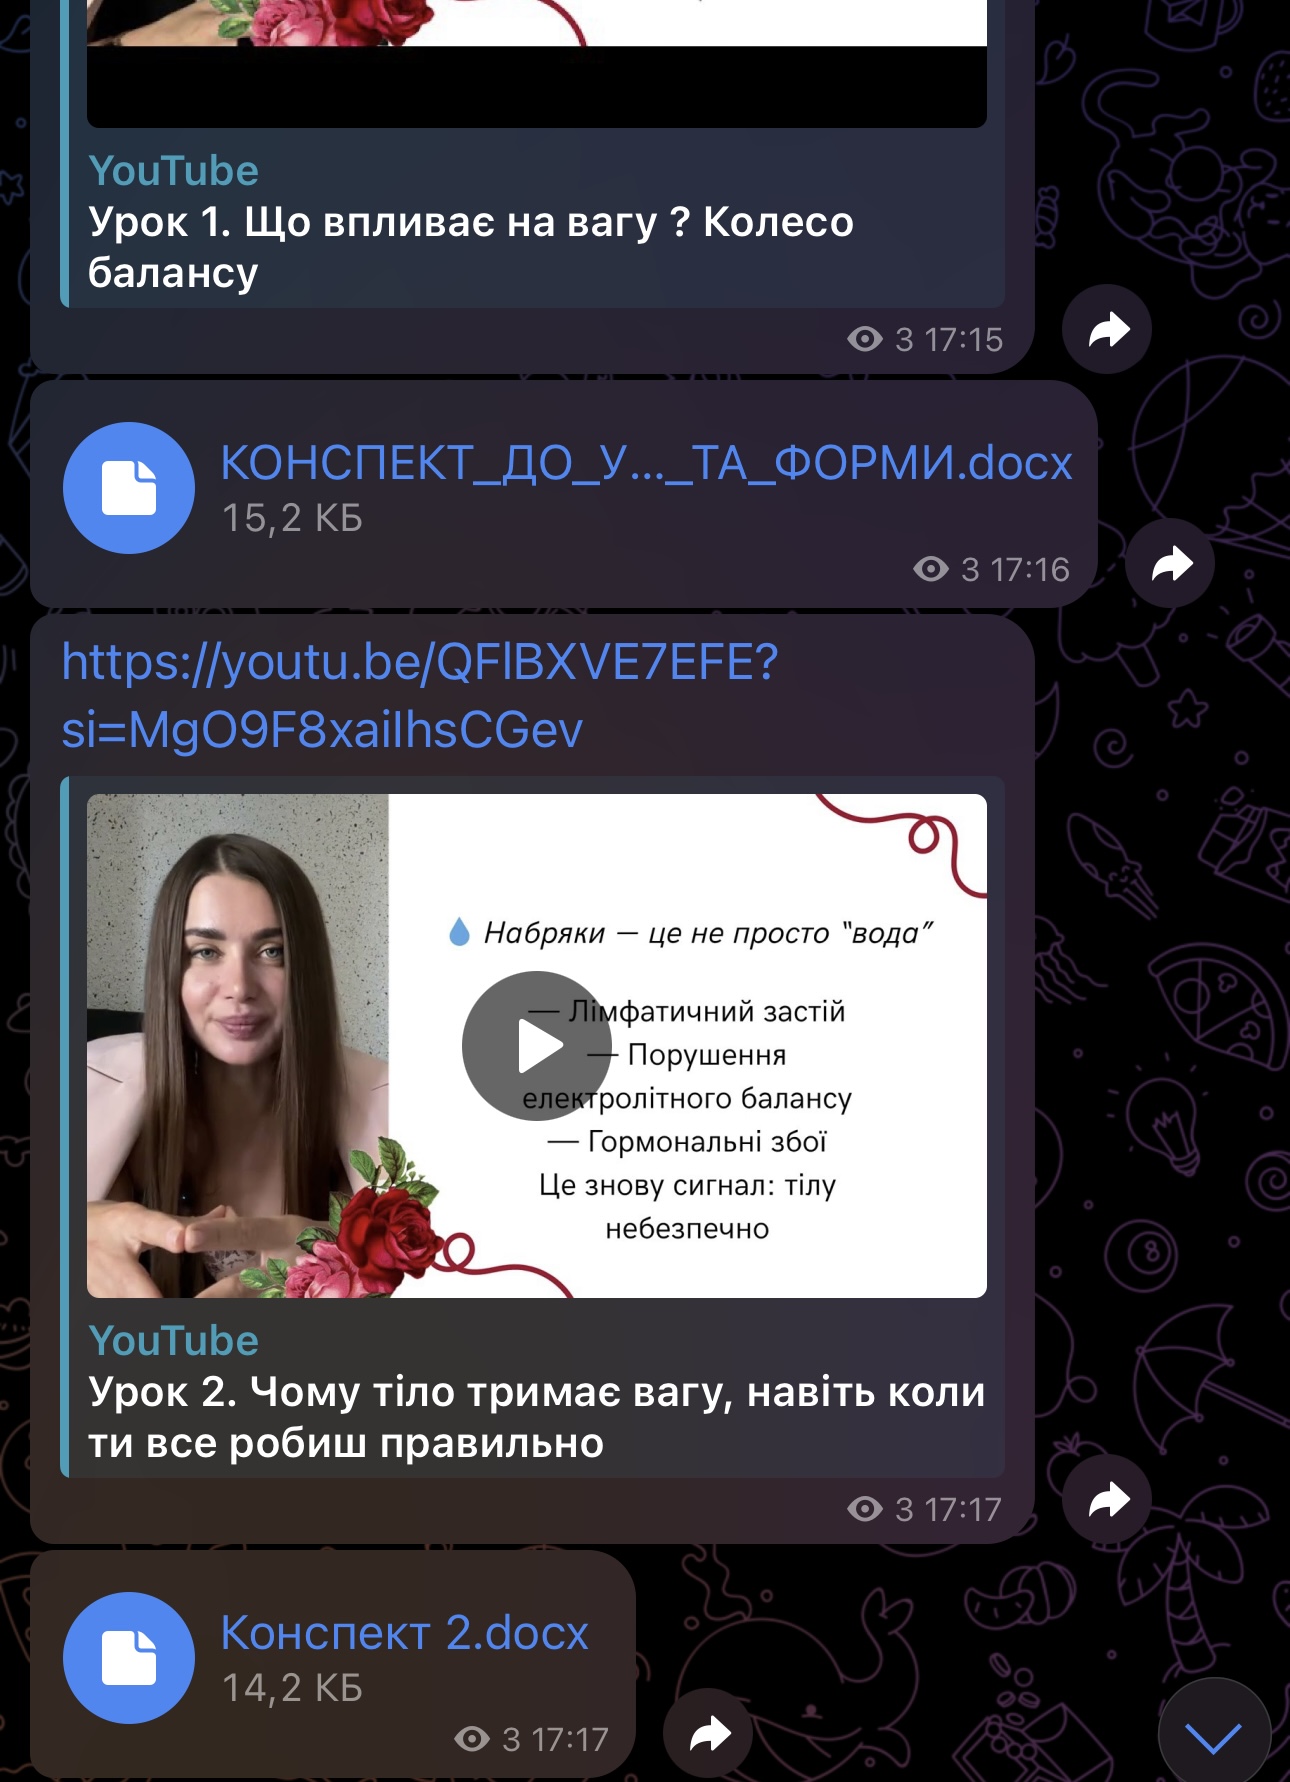 YouTube
Урок 1. Що впливає на вагу ? Колесо
балансу
3 17:15
КОНСПЕКТ_ДО_У..._ТА_ФОРМИ.docx
15,2 КБ
3 17:16
https://youtu.be/QFlBXVE7EFE?
si=MgO9F8xaiIhsCGev
Набряки — це не просто "вода"
— Лімфатичний застій
— Порушення
електролітного балансу
— Гормональні збої
Це знову сигнал: тілу
небезпечно
YouTube
Урок 2. Чому тіло тримає вагу, навіть коли
ти все робиш правильно
3 17:17
Конспект 2.docx
14,2 КБ
3 17:17